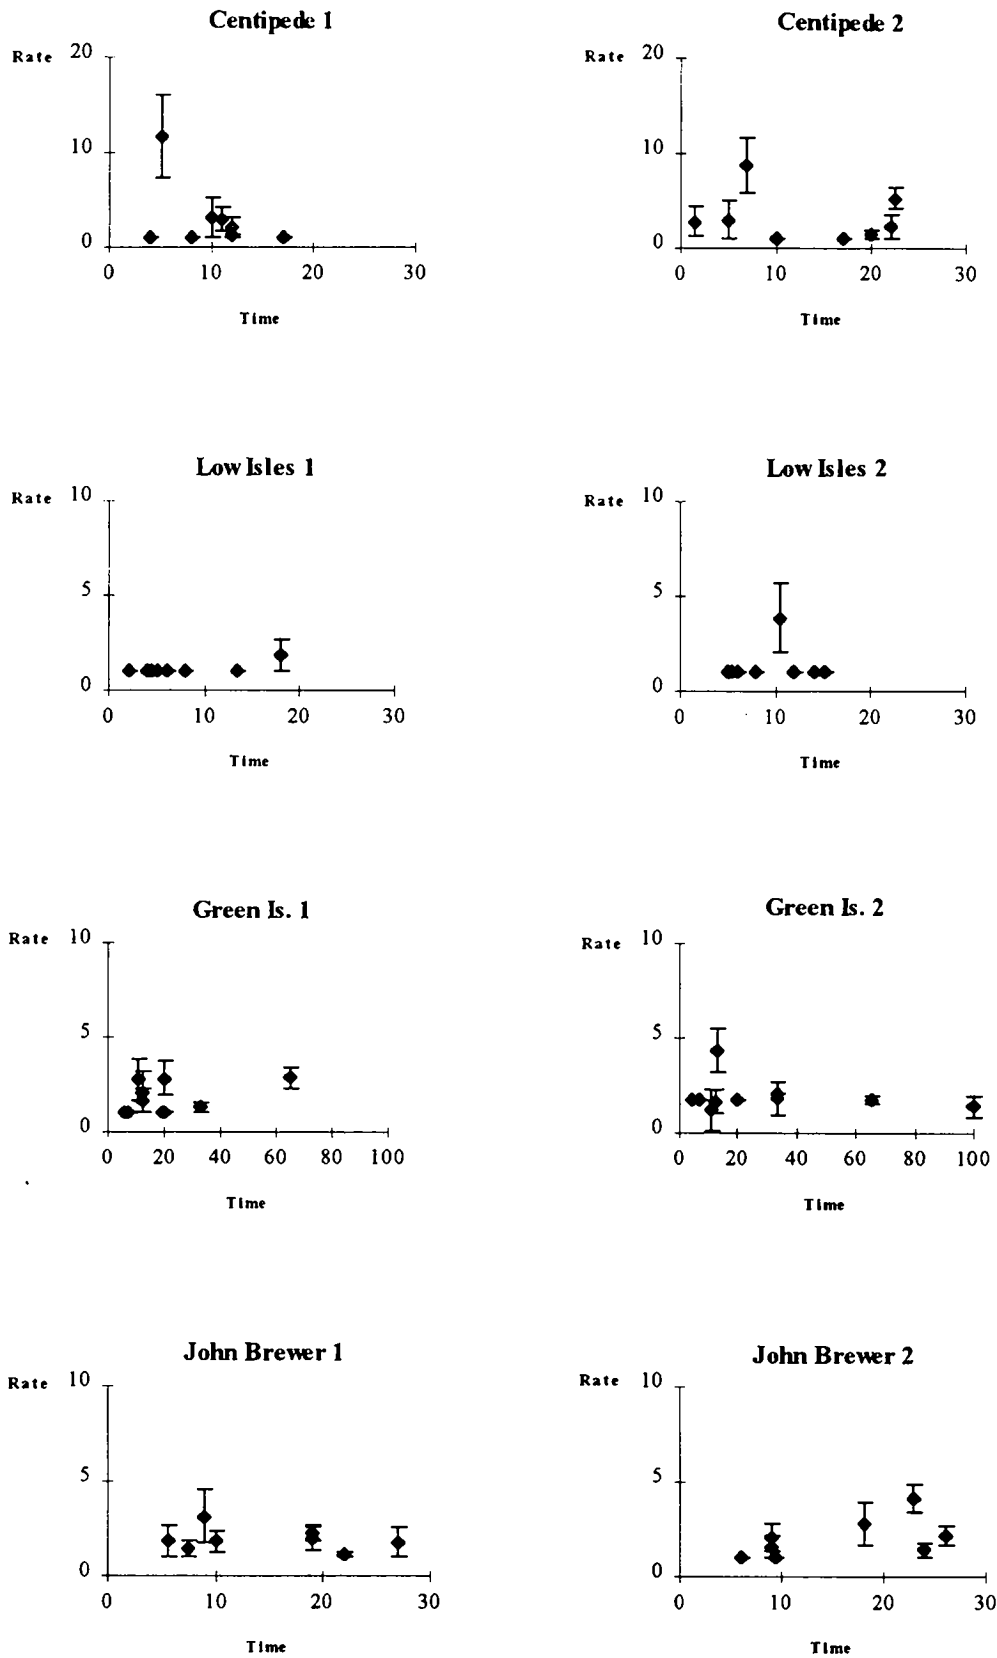 Centipede 1
Rate 20
10
0
0 10 20 30
Time
Centipede 2
Rate 20
10
0
0 10 20 30
Time
Low Isles 1
Rate 10
5
0
0 10 20 30
Time
Low Isles 2
Rate 10
5
0
0 10 20 30
Time
Green Is. 1
Rate 10
5
0
0 20 40 60 80 100
Time
Green Is. 2
Rate 10
5
0
0 20 40 60 80 100
Time
John Brewer 1
Rate 10
5
0
0 10 20 30
Time
John Brewer 2
Rate 10
5
0
0 10 20 30
Time